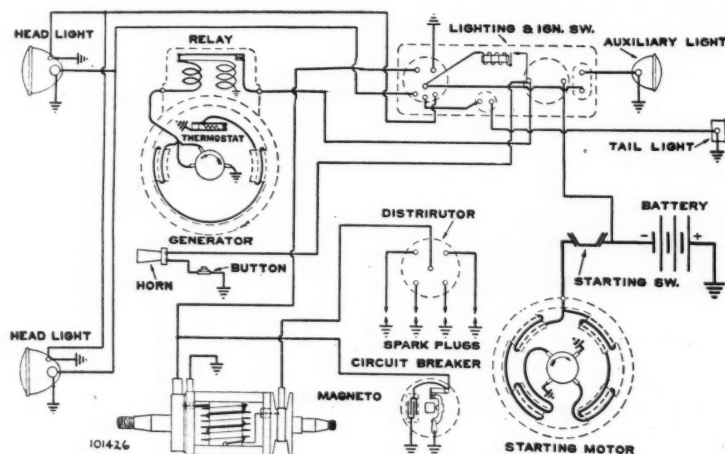 HEAD LIGHT
RELAY
LIGHTING & IGN. SW.
AUXILIARY LIGHT
THERMOSTAT
TAIL LIGHT
GENERATOR
DISTRIRUTOR
BATTERY
- +
HORN
BUTTON
STARTING SW.
HEAD LIGHT
SPARK PLUGS
CIRCUIT BREAKER
MAGNETO
101426
STARTING MOTOR